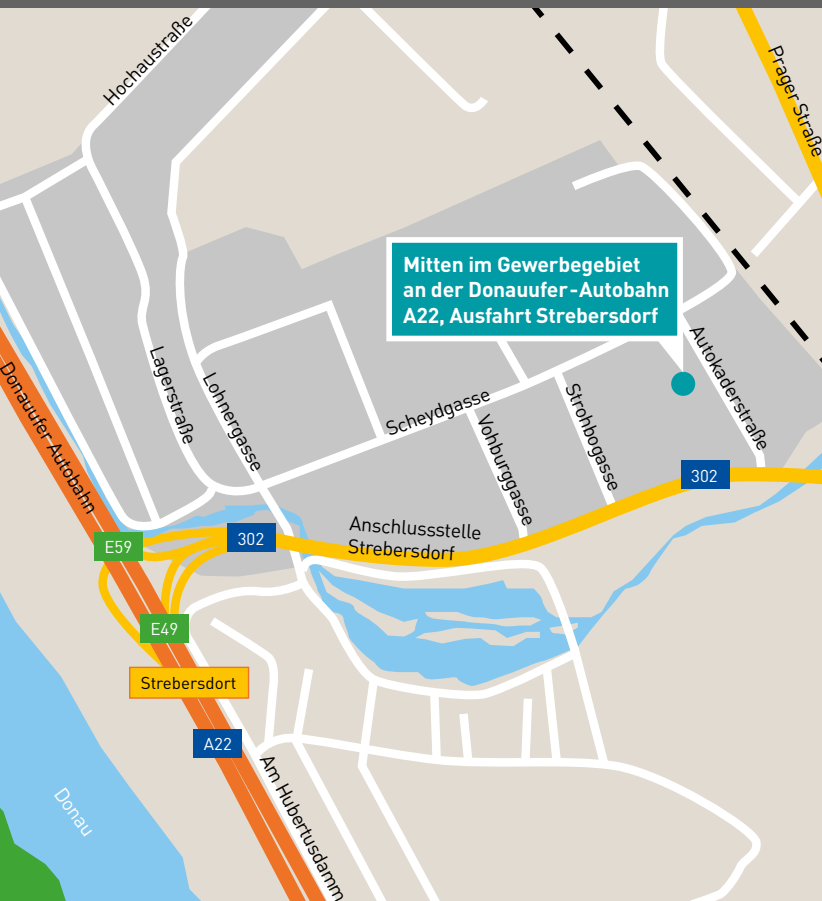 Hochaustraße
Prager Straße
Mitten im Gewerbegebiet
an der Donauufer-Autobahn
A22, Ausfahrt Strebersdorf
Autokaderstraße
Lagerstraße
Lohnergasse
Donauufer Autobahn
Scheydgasse
Strohbogasse
Vohburggasse
302
Anschlussstelle
Strebersdorf
302
E59
E49
Strebersdort
A22
Am Hubertusdamm
Donau